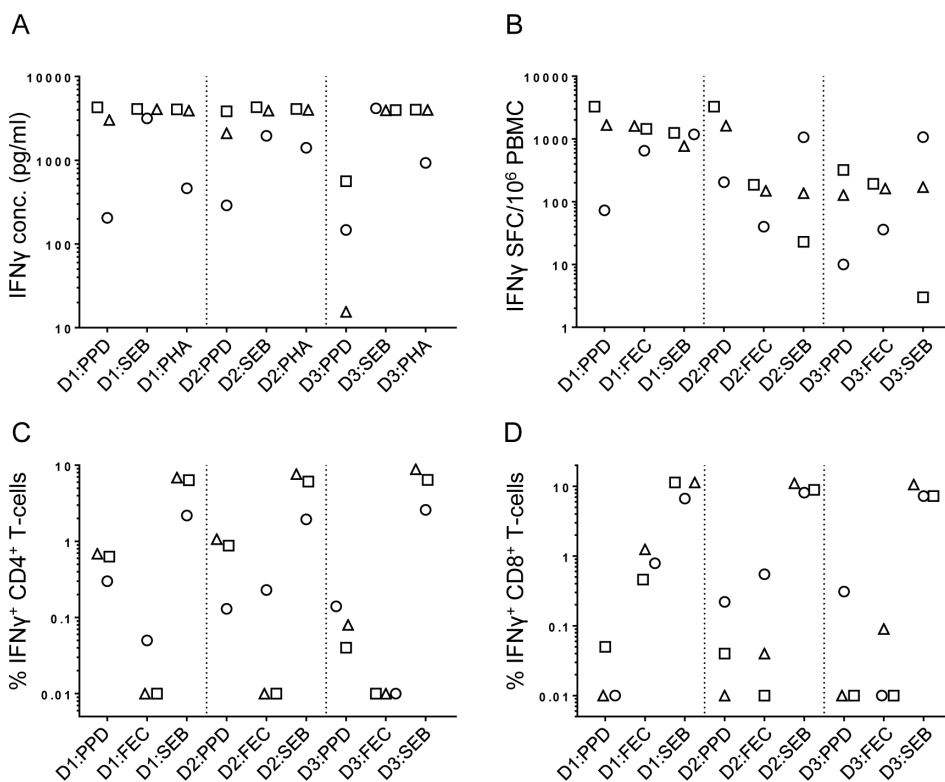 A
IFNγ conc. (pg/ml)
10000
1000
100
10
D1:PPD
D1:SEB
D1:PHA
D2:PPD
D2:SEB
D2:PHA
D3:PPD
D3:SEB
D3:PHA
B
IFNγ SFC/10⁶ PBMC
10000
1000
100
10
1
D1:PPD
D1:FEC
D1:SEB
D2:PPD
D2:FEC
D2:SEB
D3:PPD
D3:FEC
D3:SEB
C
% IFNγ⁺ CD4⁺ T-cells
10
1
0.1
0.01
D1:PPD
D1:FEC
D1:SEB
D2:PPD
D2:FEC
D2:SEB
D3:PPD
D3:FEC
D3:SEB
D
% IFNγ⁺ CD8⁺ T-cells
10
1
0.1
0.01
D1:PPD
D1:FEC
D1:SEB
D2:PPD
D2:FEC
D2:SEB
D3:PPD
D3:FEC
D3:SEB